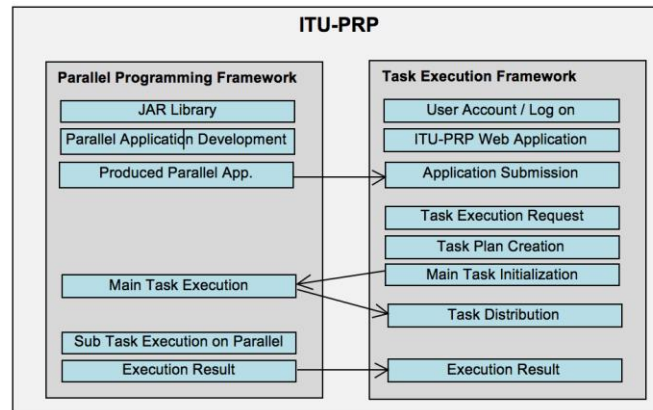 ITU-PRP
Parallel Programming Framework
JAR Library
Parallel Application Development
Produced Parallel App.
Main Task Execution
Sub Task Execution on Parallel
Execution Result
Task Execution Framework
User Account / Log on
ITU-PRP Web Application
Application Submission
Task Execution Request
Task Plan Creation
Main Task Initialization
Task Distribution
Execution Result